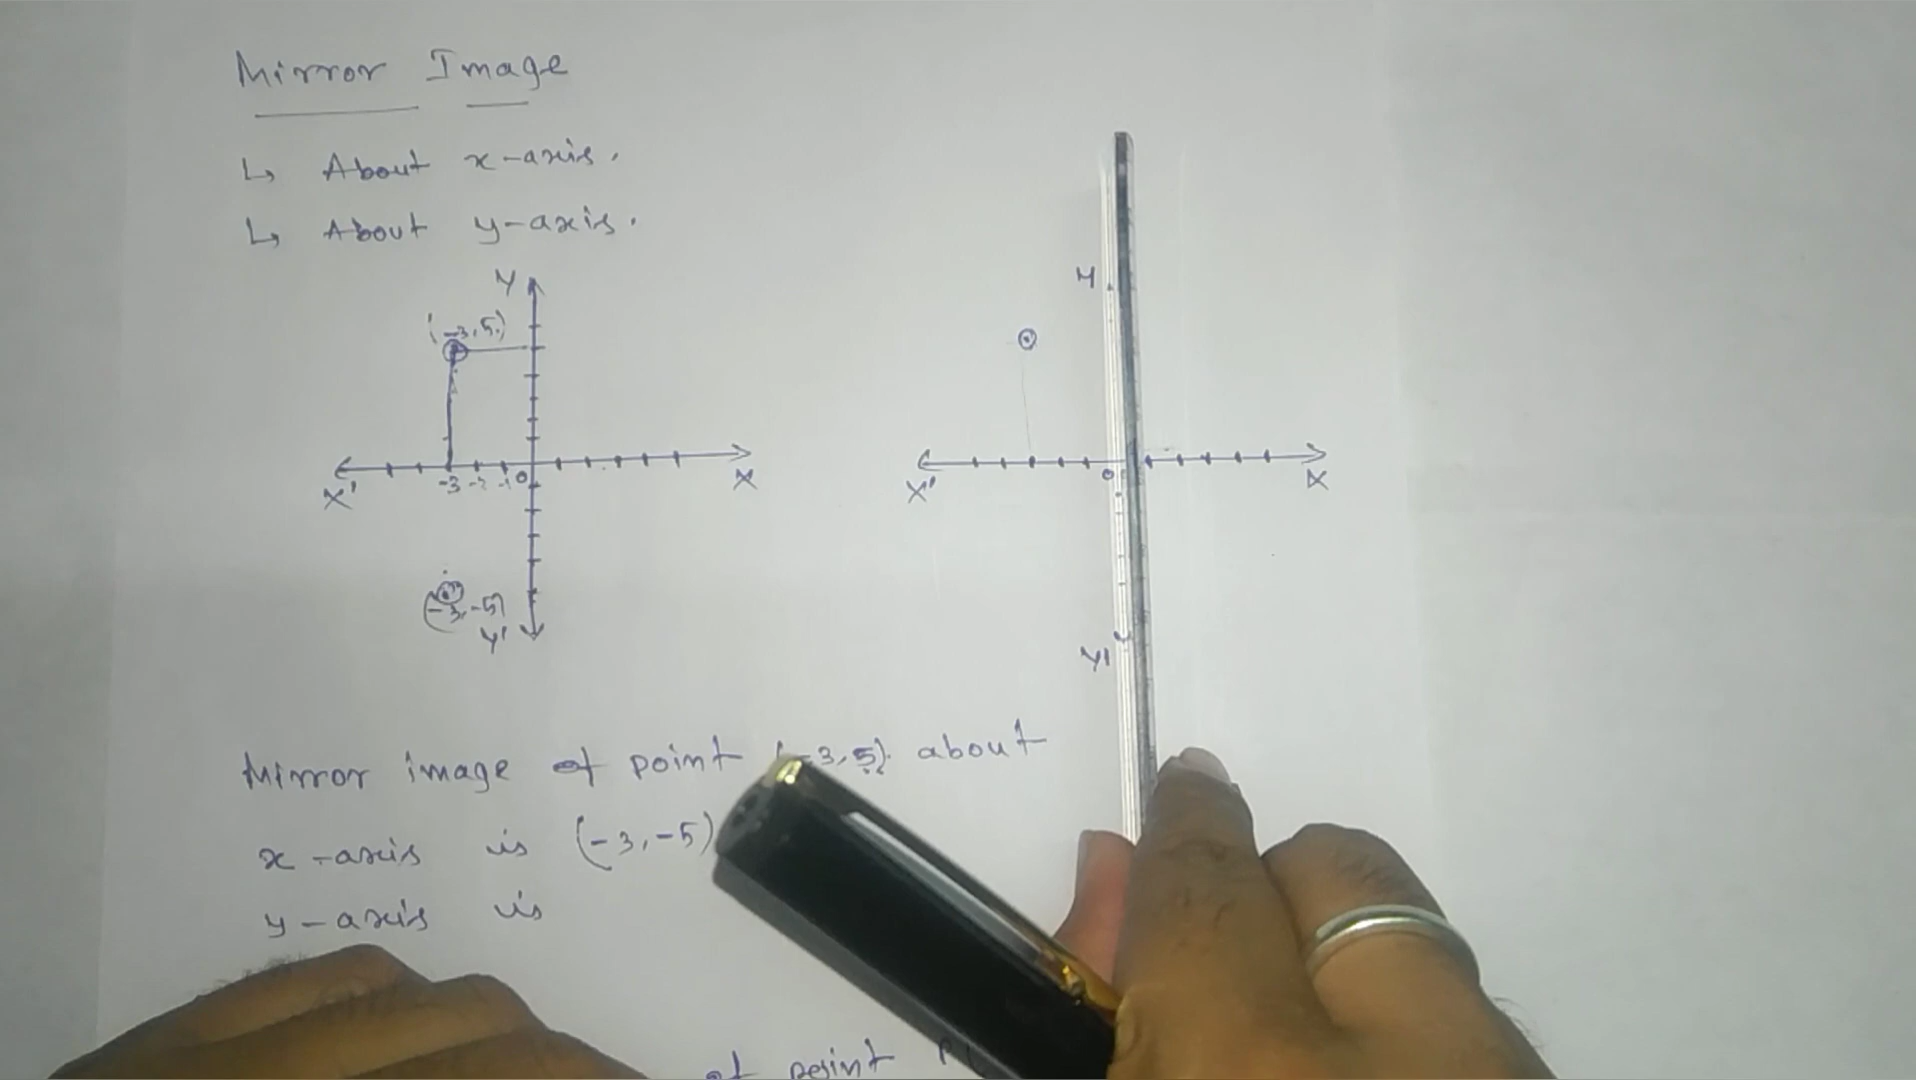 Mirror Image
↳ About x-axis.
↳ About y-axis.
Y
(-3,5)
-3 -2 -1 0
X'
X
(-3,-5)
Y'
Y
0
X'
X
Y'
Mirror image of point (-3,5) about
x-axis is (-3,-5)
y-axis is
of point P(